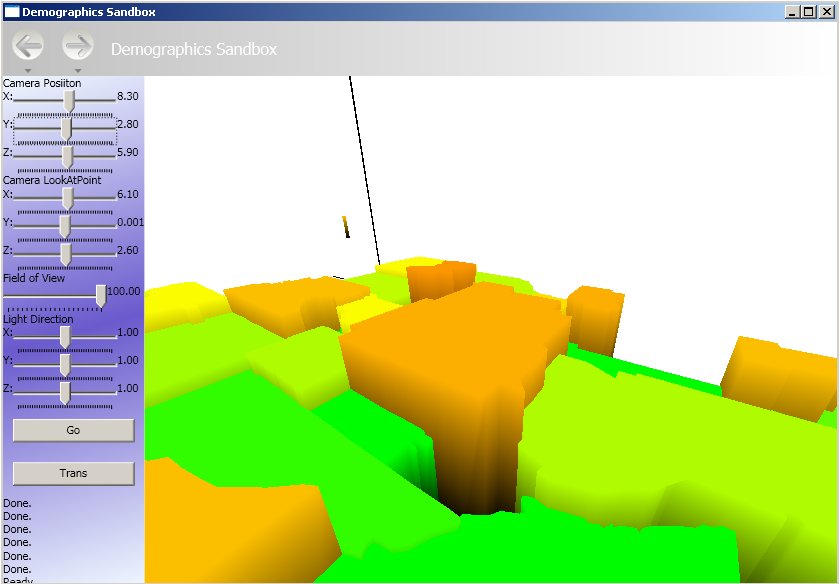 Demographics Sandbox
Demographics Sandbox
Camera Posiiton
X: 8.30
Y: 2.80
Z: 5.90
Camera LookAtPoint
X: 6.10
Y: 0.001
Z: 2.60
Field of View
100.00
Light Direction
X: 1.00
Y: 1.00
Z: 1.00
Go
Trans
Done.
Done.
Done.
Done.
Done.
Done.
Ready